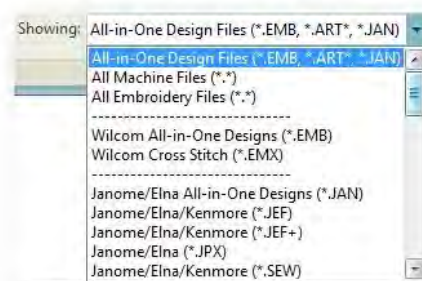 Showing: All-in-One Design Files (*.EMB, *.ART*, *.JAN)
All-in-One Design Files (*.EMB, *.ART*, *.JAN)
All Machine Files (*.*)
All Embroidery Files (*.*)
------------------------------
Wilcom All-in-One Designs (*.EMB)
Wilcom Cross Stitch (*.EMX)
------------------------------
Janome/Elna All-in-One Designs (*.JAN)
Janome/Elna/Kenmore (*.JEF)
Janome/Elna/Kenmore (*.JEF+)
Janome/Elna (*.JPX)
Janome/Elna/Kenmore (*.SEW)